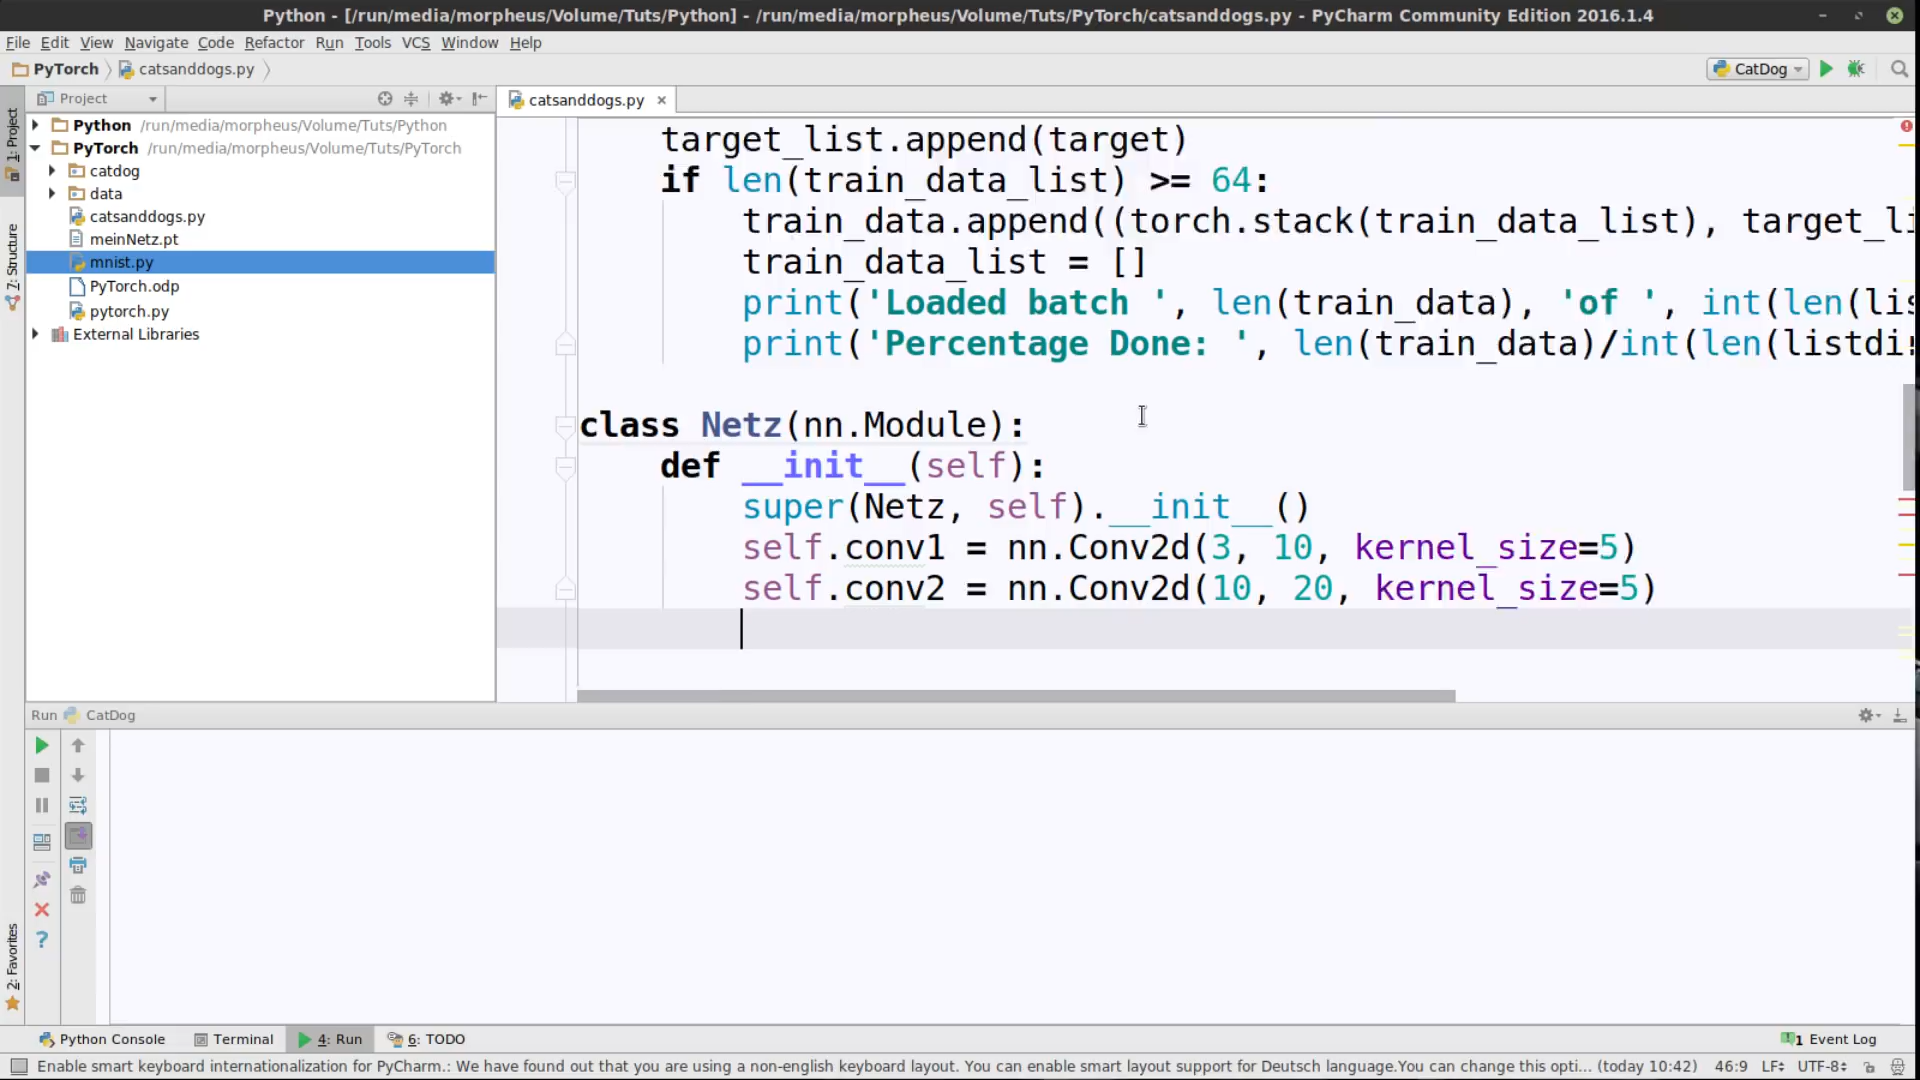 Python - [/run/media/morpheus/Volume/Tuts/Python] - /run/media/morpheus/Volume/Tuts/PyTorch/catsanddogs.py - PyCharm Community Edition 2016.1.4
File Edit View Navigate Code Refactor Run Tools VCS Window Help
PyTorch catsanddogs.py CatDog
Project catsanddogs.py
1: Project
7: Structure
2: Favorites
Python /run/media/morpheus/Volume/Tuts/Python
PyTorch /run/media/morpheus/Volume/Tuts/PyTorch
catdog
data
catsanddogs.py
meinNetz.pt
mnist.py
PyTorch.odp
pytorch.py
External Libraries
target_list.append(target)
if len(train_data_list) >= 64:
train_data.append((torch.stack(train_data_list), target_li
train_data_list = []
print('Loaded batch ', len(train_data), 'of ', int(len(lis
print('Percentage Done: ', len(train_data)/int(len(listdi
class Netz(nn.Module):
def __init__(self):
super(Netz, self).__init__()
self.conv1 = nn.Conv2d(3, 10, kernel_size=5)
self.conv2 = nn.Conv2d(10, 20, kernel_size=5)
Run CatDog
Python Console Terminal 4: Run 6: TODO 1 Event Log
Enable smart keyboard internationalization for PyCharm.: We have found out that you are using a non-english keyboard layout. You can enable smart layout support for Deutsch language.You can change this opti... (today 10:42) 46:9 LF÷ UTF-8÷